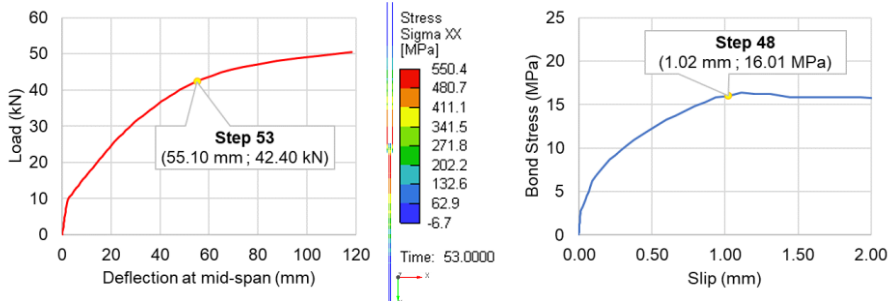 60
50
40
30
20
10
0
Load (kN)
Step 53
(55.10 mm ; 42.40 kN)
0 20 40 60 80 100 120
Deflection at mid-span (mm)
Stress
Sigma XX
[MPa]
550.4
480.7
411.1
341.5
271.8
202.2
132.6
62.9
-6.7
Time: 53.0000
z x
25
20
15
10
5
0
Bond Stress (MPa)
Step 48
(1.02 mm ; 16.01 MPa)
0.00 0.50 1.00 1.50 2.00
Slip (mm)